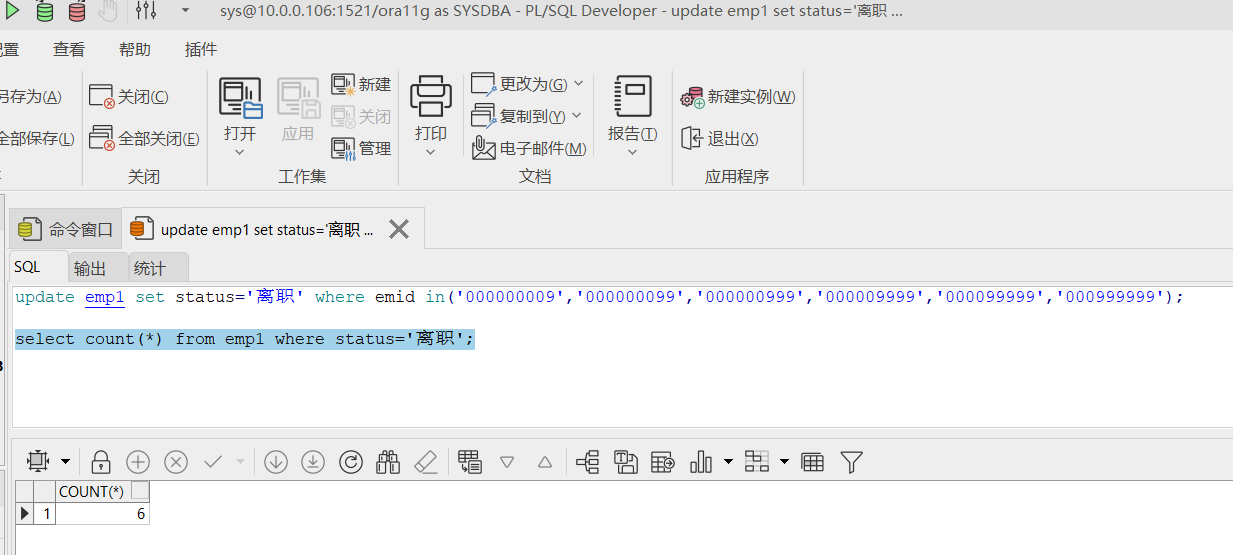 sys@10.0.0.106:1521/ora11g as SYSDBA - PL/SQL Developer - update emp1 set status='离职 ...
配置 查看 帮助 插件
另存为(A) 关闭(C) 新建 更改为(G) 新建实例(W)
打开 应用 关闭 打印 复制到(Y) 报告(T)
全部保存(L) 全部关闭(E) 管理 电子邮件(M) 退出(X)
关闭 工作集 文档 应用程序
命令窗口 update emp1 set status='离职 ...
SQL 输出 统计
update emp1 set status='离职' where emid in('000000009','000000099','000000999','000009999','000099999','000999999');
select count(*) from emp1 where status='离职';
COUNT(*)
1 6